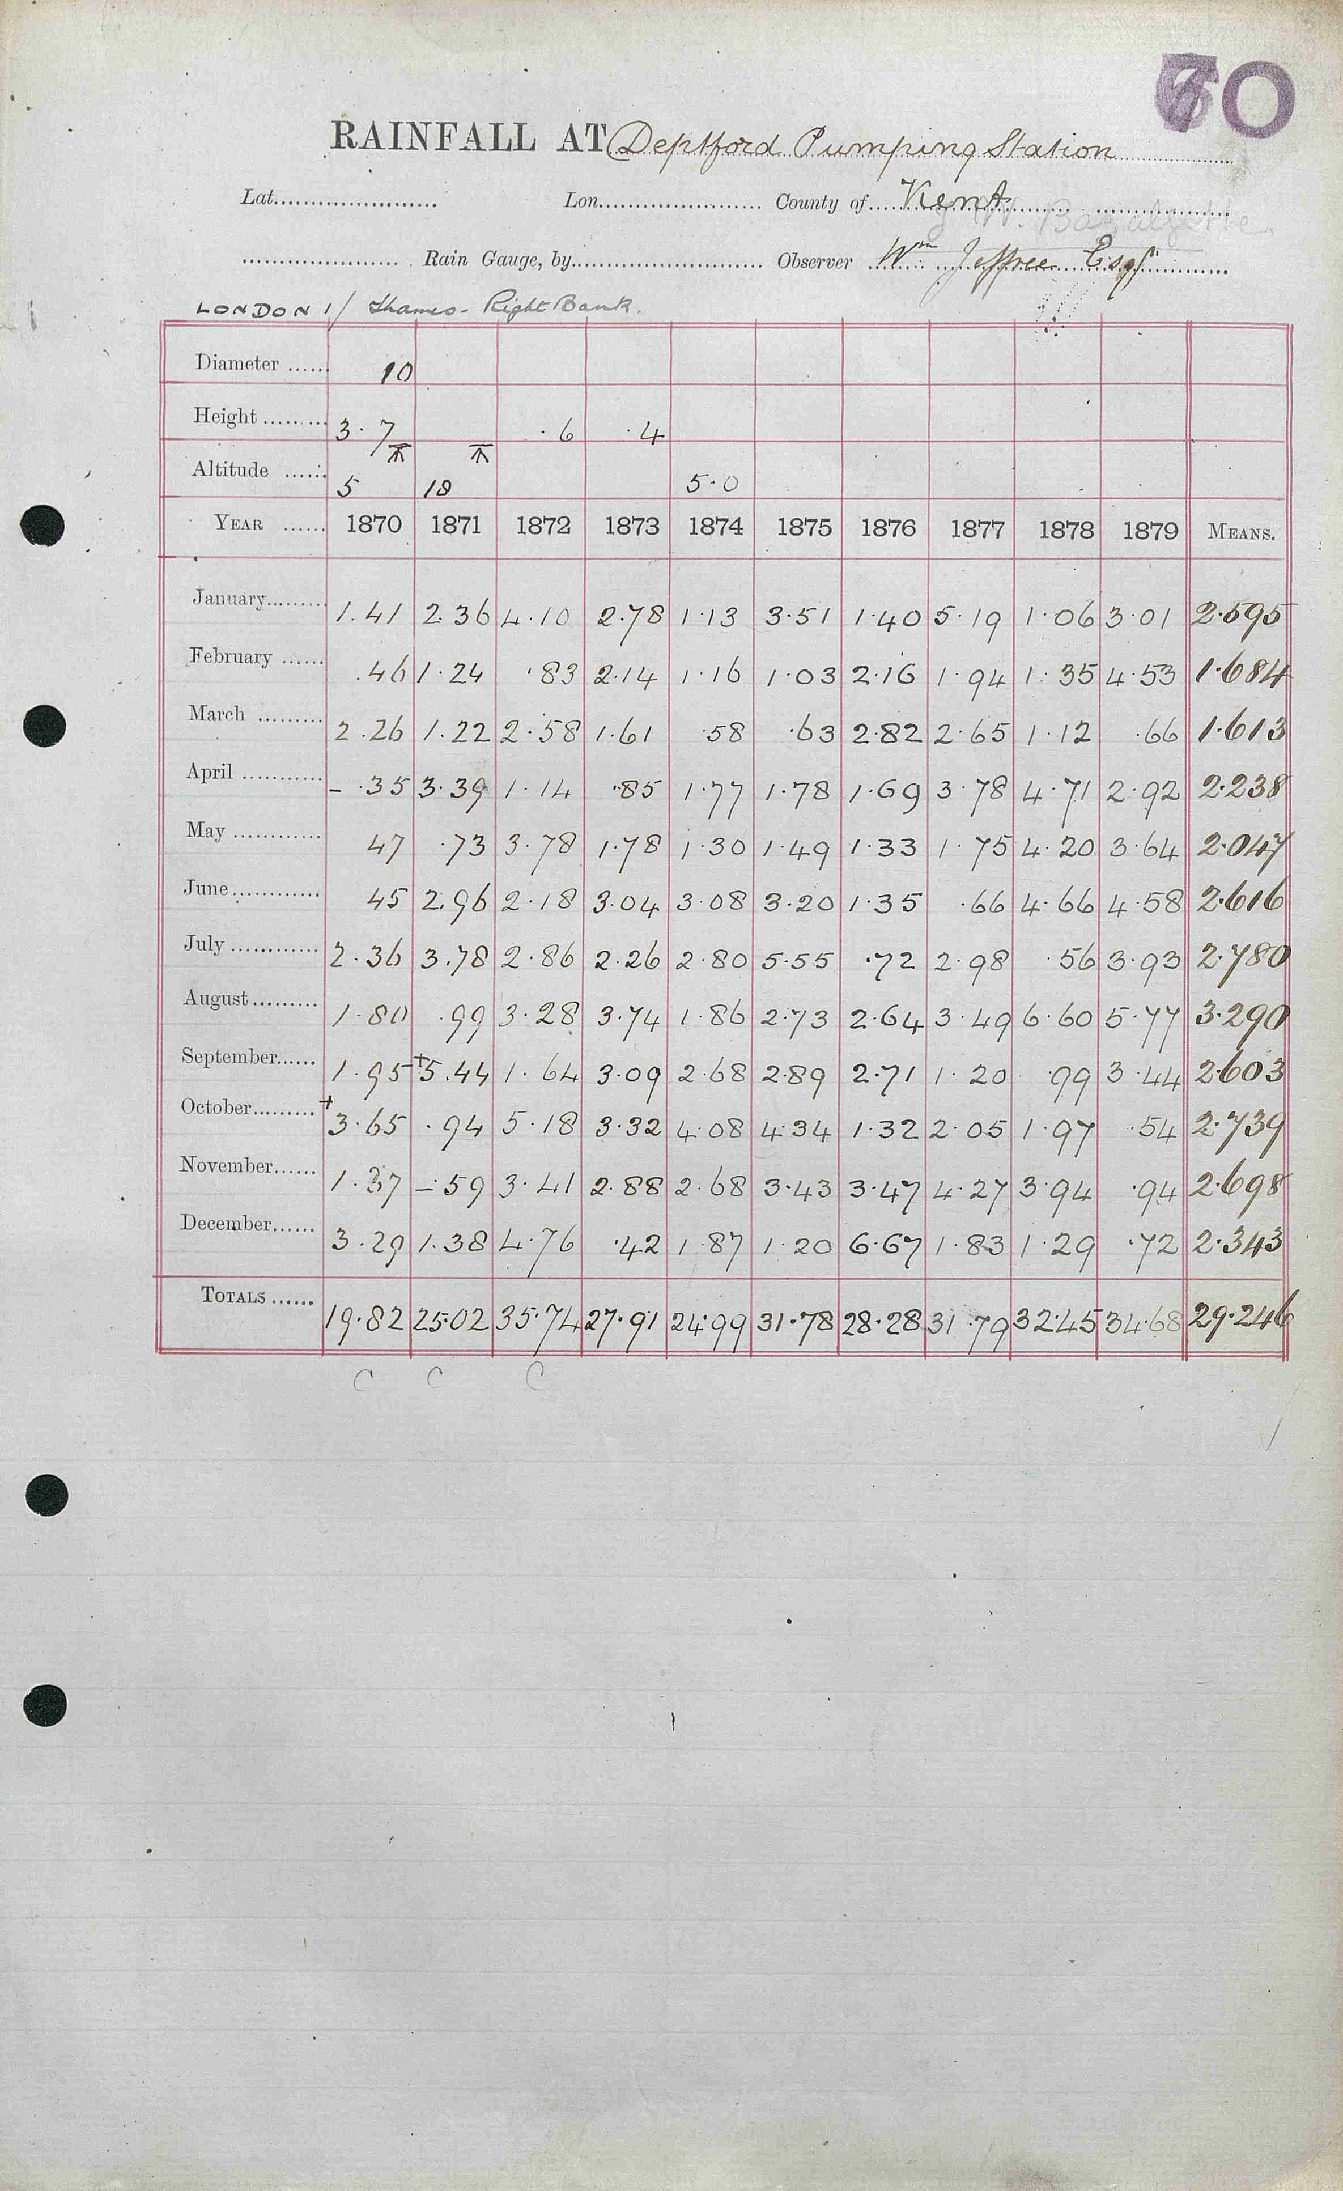 70
RAINFALL AT Deptford Pumping Station
Lat. Lon. County of Kent
W. Bazalgette
Rain Gauge, by Observer Wm Jeffree Esqr
LONDON 1/ Thames - Right Bank.
Diameter 10
Height 3.7 .6 .4
Altitude 5 18 5.0
YEAR 1870 1871 1872 1873 1874 1875 1876 1877 1878 1879 MEANS.
January 1.41 2.36 4.10 2.78 1.13 3.51 1.40 5.19 1.06 3.01 2.595
February .46 1.24 .83 2.14 1.16 1.03 2.16 1.94 1.35 4.53 1.684
March 2.26 1.22 2.58 1.61 .58 .63 2.82 2.65 1.12 .66 1.613
April - .35 3.39 1.14 .85 1.77 1.78 1.69 3.78 4.71 2.92 2.238
May 47 .73 3.78 1.78 1.30 1.49 1.33 1.75 4.20 3.64 2.047
June 45 2.96 2.18 3.04 3.08 3.20 1.35 .66 4.66 4.58 2.616
July 2.36 3.78 2.86 2.26 2.80 5.55 .72 2.98 .56 3.93 2.780
August 1.80 .99 3.28 3.74 1.86 2.73 2.64 3.49 6.60 5.77 3.290
September 1.95 +5.44 1.64 3.09 2.68 2.89 2.71 1.20 .99 3.44 2.603
October +3.65 .94 5.18 3.32 4.08 4.34 1.32 2.05 1.97 .54 2.739
November 1.37 - .59 3.41 2.88 2.68 3.43 3.47 4.27 3.94 .94 2.698
December 3.29 1.38 4.76 .42 1.87 1.20 6.67 1.83 1.29 .72 2.343
TOTALS 19.82 25.02 35.74 27.91 24.99 31.78 28.28 31.79 32.45 34.68 29.246
C C C